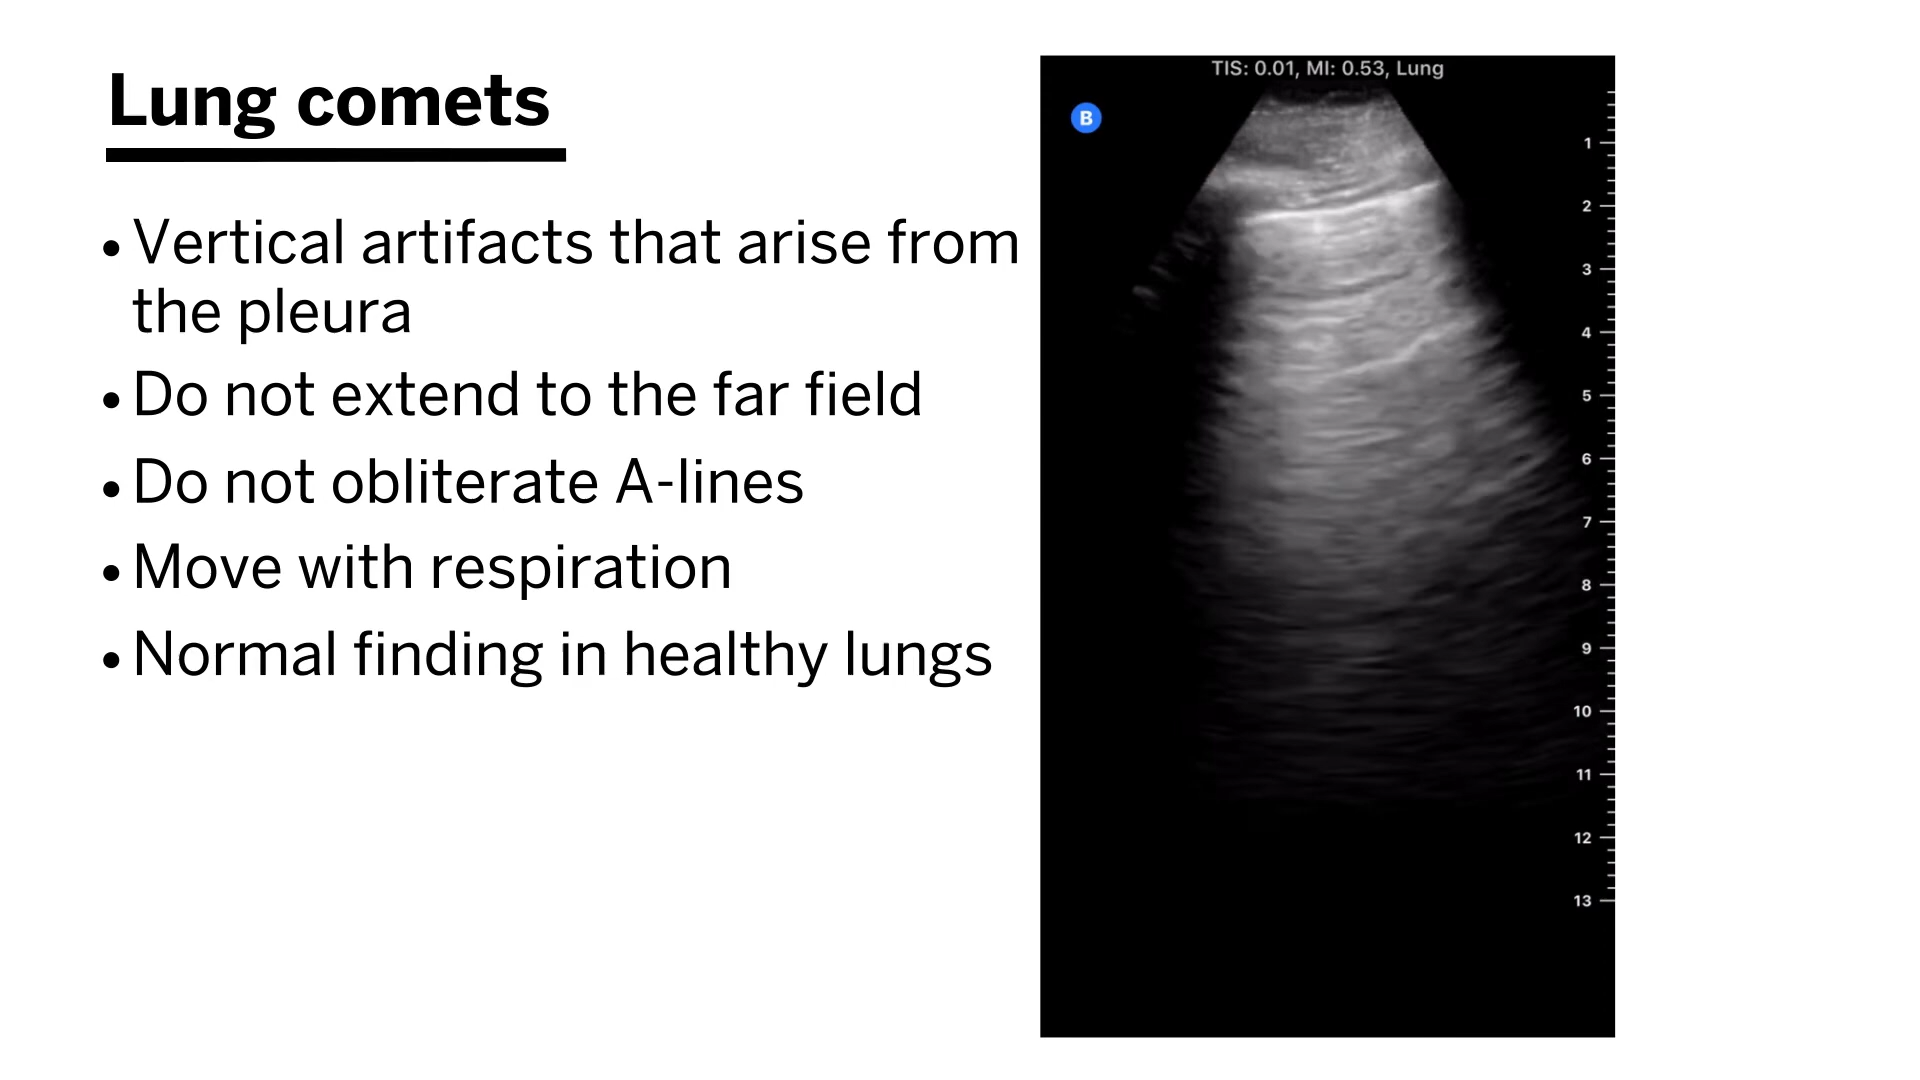 Lung comets
• Vertical artifacts that arise from
the pleura
• Do not extend to the far field
• Do not obliterate A-lines
• Move with respiration
• Normal finding in healthy lungs
TIS: 0.01, MI: 0.53, Lung
B
1
2
3
4
5
6
7
8
9
10
11
12
13